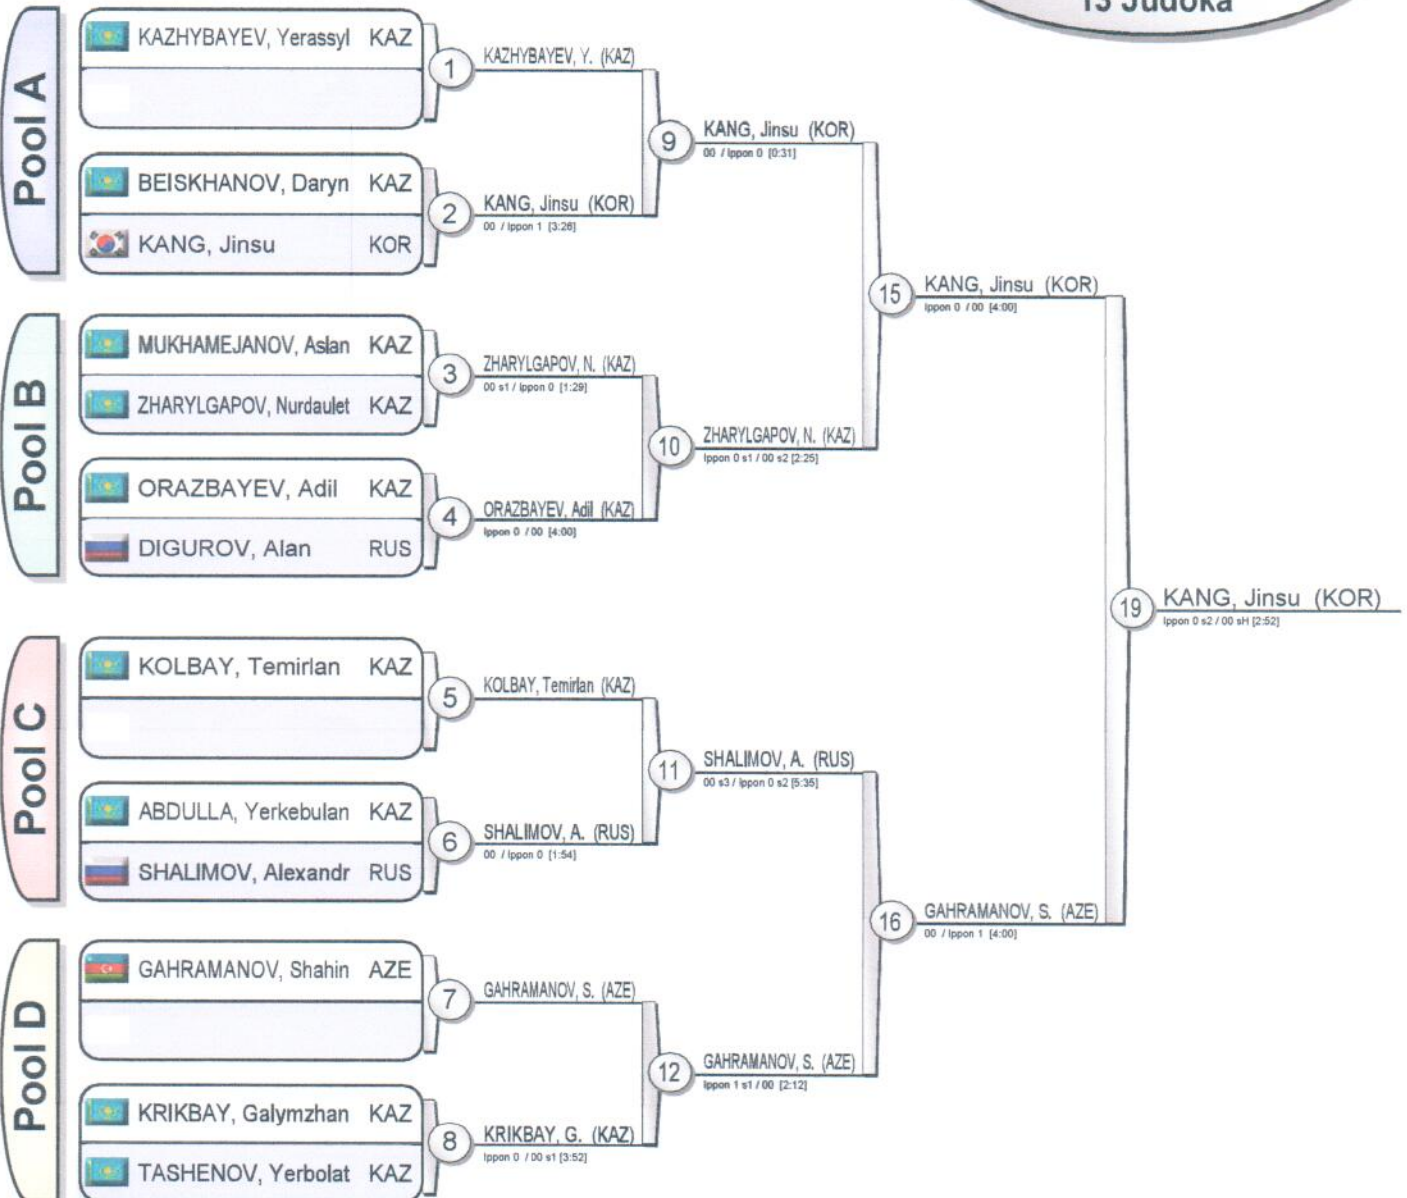 13 Judoka
Pool A
KAZHYBAYEV, Yerassyl KAZ
1
KAZHYBAYEV, Y. (KAZ)
BEISKHANOV, Daryn KAZ
KANG, Jinsu KOR
2
KANG, Jinsu (KOR)
00 / Ippon 1 [3:26]
9
KANG, Jinsu (KOR)
00 / Ippon 0 [0:31]
Pool B
MUKHAMEJANOV, Aslan KAZ
ZHARYLGAPOV, Nurdaulet KAZ
3
ZHARYLGAPOV, N. (KAZ)
00 s1 / Ippon 0 [1:29]
ORAZBAYEV, Adil KAZ
DIGUROV, Alan RUS
4
ORAZBAYEV, Adil (KAZ)
Ippon 0 / 00 [4:00]
10
ZHARYLGAPOV, N. (KAZ)
Ippon 0 s1 / 00 s2 [2:25]
15
KANG, Jinsu (KOR)
Ippon 0 / 00 [4:00]
Pool C
KOLBAY, Temirlan KAZ
5
KOLBAY, Temirlan (KAZ)
ABDULLA, Yerkebulan KAZ
SHALIMOV, Alexandr RUS
6
SHALIMOV, A. (RUS)
00 / Ippon 0 [1:54]
11
SHALIMOV, A. (RUS)
00 s3 / Ippon 0 s2 [5:35]
Pool D
GAHRAMANOV, Shahin AZE
7
GAHRAMANOV, S. (AZE)
KRIKBAY, Galymzhan KAZ
TASHENOV, Yerbolat KAZ
8
KRIKBAY, G. (KAZ)
Ippon 0 / 00 s1 [3:52]
12
GAHRAMANOV, S. (AZE)
Ippon 1 s1 / 00 [2:12]
16
GAHRAMANOV, S. (AZE)
00 / Ippon 1 [4:00]
19
KANG, Jinsu (KOR)
Ippon 0 s2 / 00 sH [2:52]